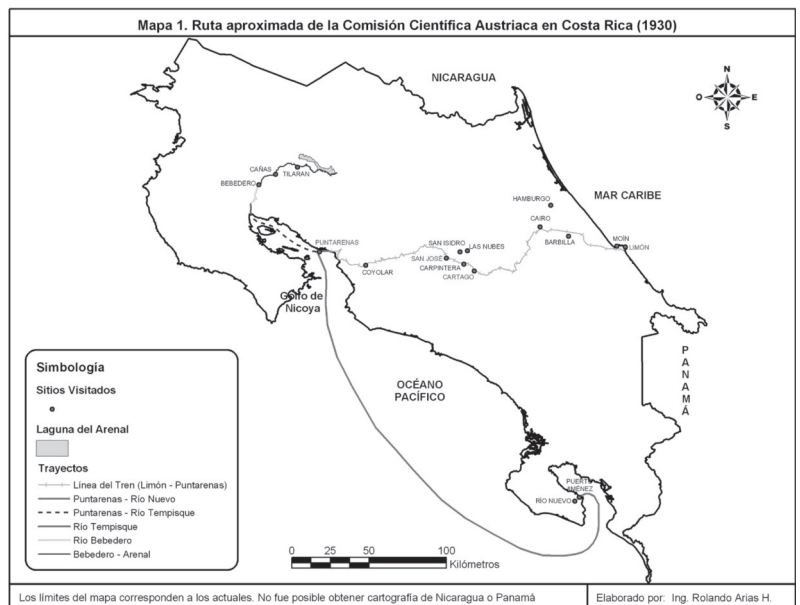 Mapa 1. Ruta aproximada de la Comisión Científica Austriaca en Costa Rica (1930)
NICARAGUA
N
O
E
S
CAÑAS
TILARAN
BEBEDERO
HAMBURGO
MAR CARIBE
CAIRO
PUNTARENAS
SAN ISIDRO
LAS NUBES
BARBILLA
MOÍN
LIMÓN
SAN JOSÉ
COYOLAR
CARPINTERA
CARTAGO
Golfo de
Nicoya
PANAMÁ
OCÉANO
PACÍFICO
PUERTO
JIMÉNEZ
RÍO NUEVO
Simbología
Sitios Visitados
Laguna del Arenal
Trayectos
Línea del Tren (Limón - Puntarenas)
Puntarenas - Río Nuevo
Puntarenas - Río Tempisque
Río Tempisque
Río Bebedero
Bebedero - Arenal
0 25 50 100
Kilómetros
Los límites del mapa corresponden a los actuales. No fue posible obtener cartografía de Nicaragua o Panamá
Elaborado por: Ing. Rolando Arias H.